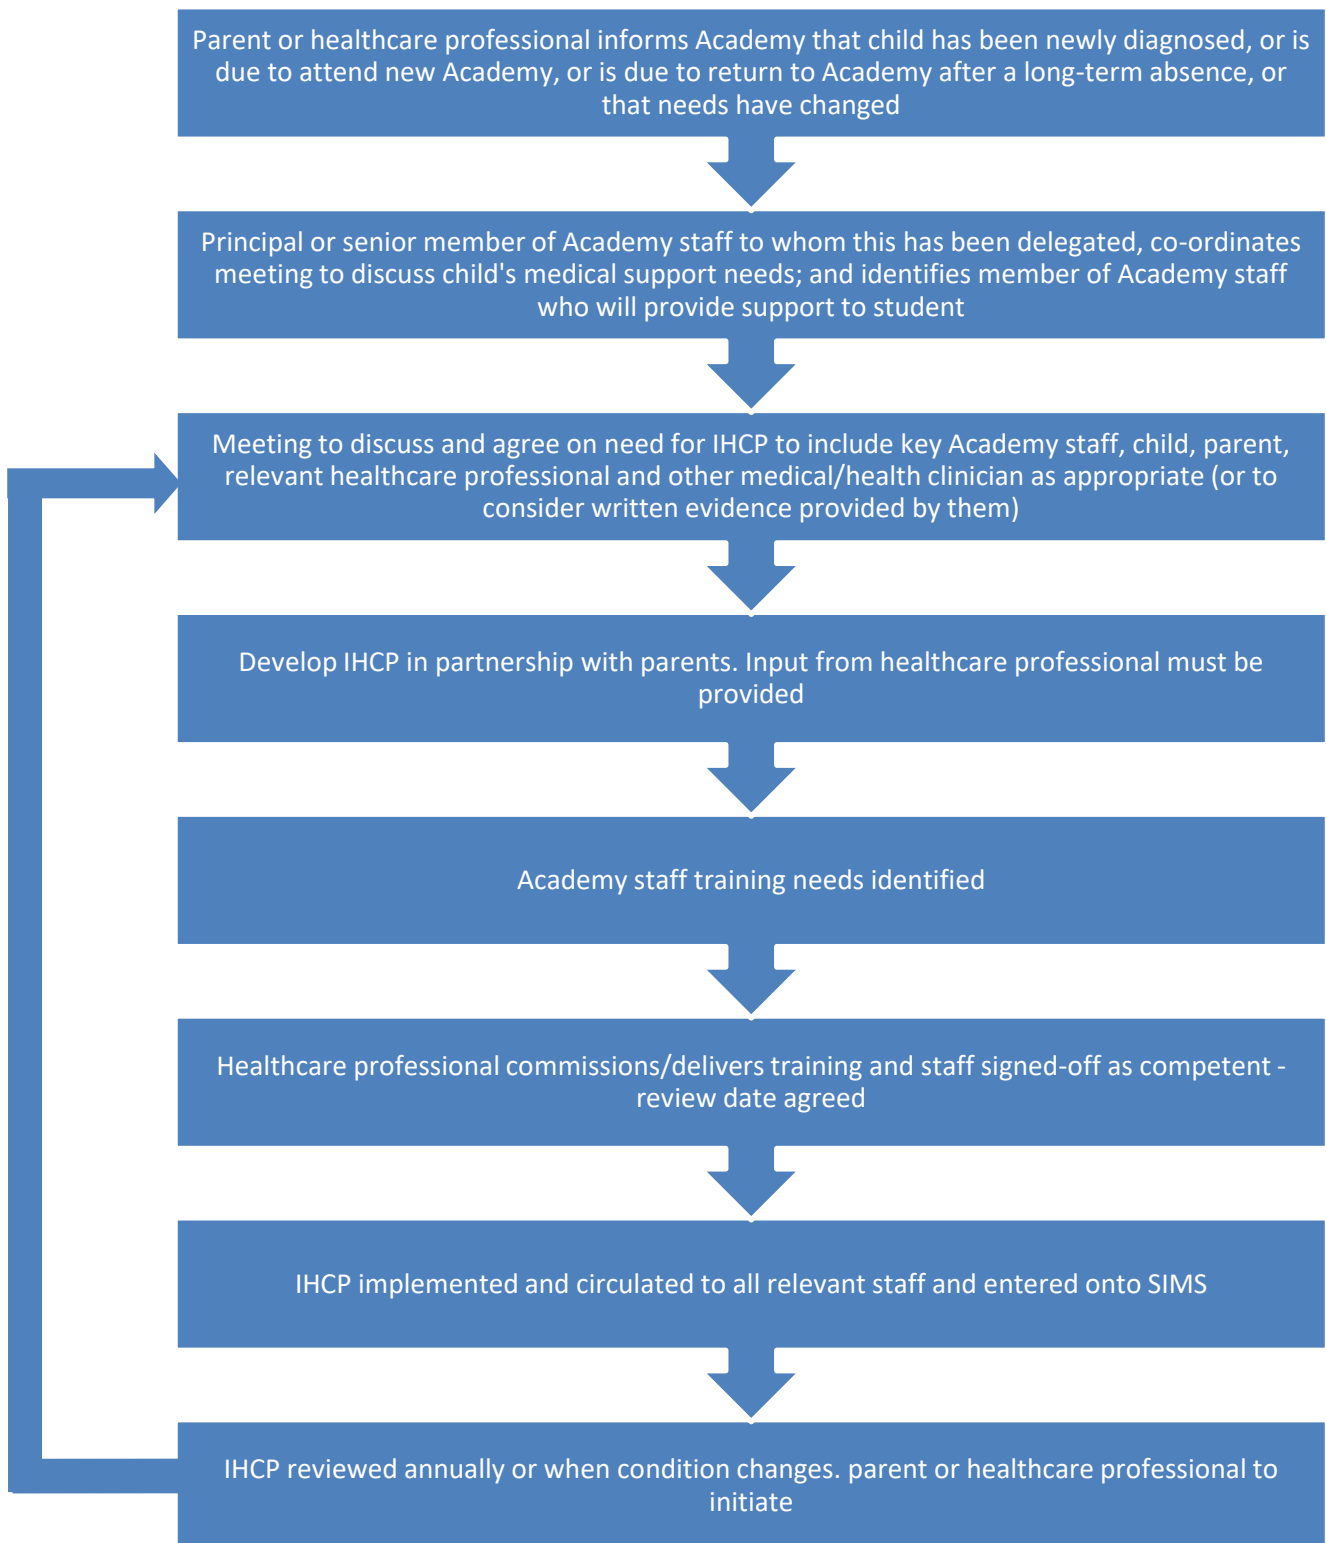 Parent or healthcare professional informs Academy that child has been newly diagnosed, or is
due to attend new Academy, or is due to return to Academy after a long-term absence, or
that needs have changed
Principal or senior member of Academy staff to whom this has been delegated, co-ordinates
meeting to discuss child's medical support needs; and identifies member of Academy staff
who will provide support to student
Meeting to discuss and agree on need for IHCP to include key Academy staff, child, parent,
relevant healthcare professional and other medical/health clinician as appropriate (or to
consider written evidence provided by them)
Develop IHCP in partnership with parents. Input from healthcare professional must be
provided
Academy staff training needs identified
Healthcare professional commissions/delivers training and staff signed-off as competent -
review date agreed
IHCP implemented and circulated to all relevant staff and entered onto SIMS
IHCP reviewed annually or when condition changes. parent or healthcare professional to
initiate